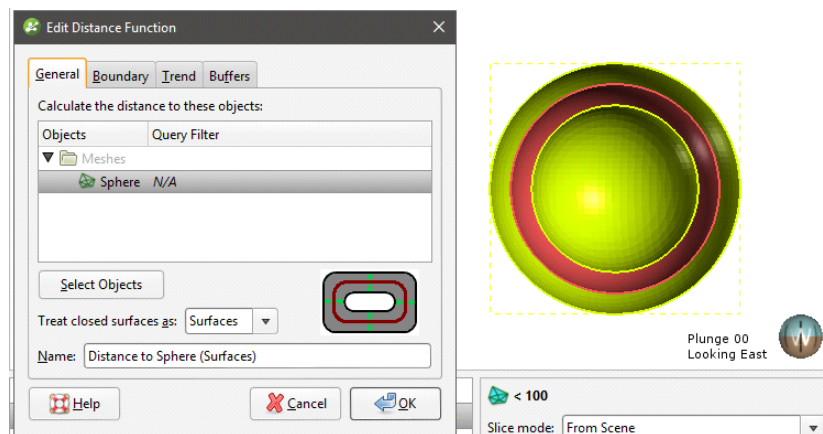 Edit Distance Function
General Boundary Trend Buffers
Calculate the distance to these objects:
Objects Query Filter
Meshes
Sphere N/A
Select Objects
Treat closed surfaces as: Surfaces
Name: Distance to Sphere (Surfaces)
Help Cancel OK
Plunge 00
Looking East
< 100
Slice mode: From Scene